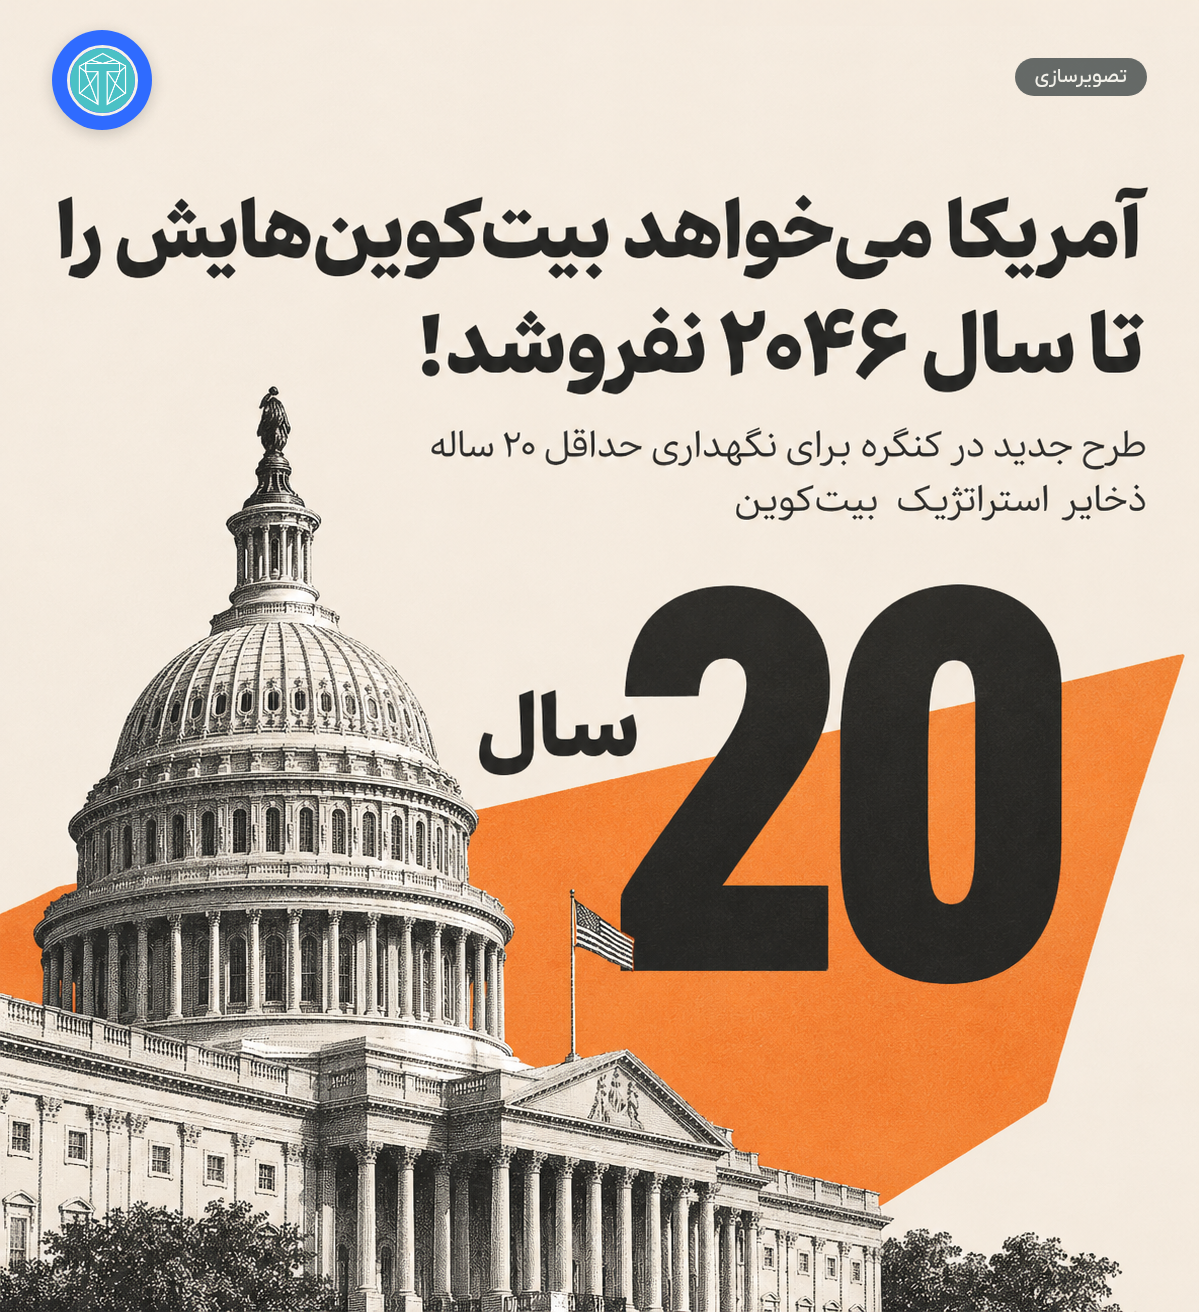 تصویرسازی
آمریکا می‌خواهد بیت‌کوین‌هایش را
تا سال ۲۰۴۶ نفروشد!
طرح جدید در کنگره برای نگهداری حداقل ۲۰ ساله
ذخایر استراتژیک بیت‌کوین
20 سال